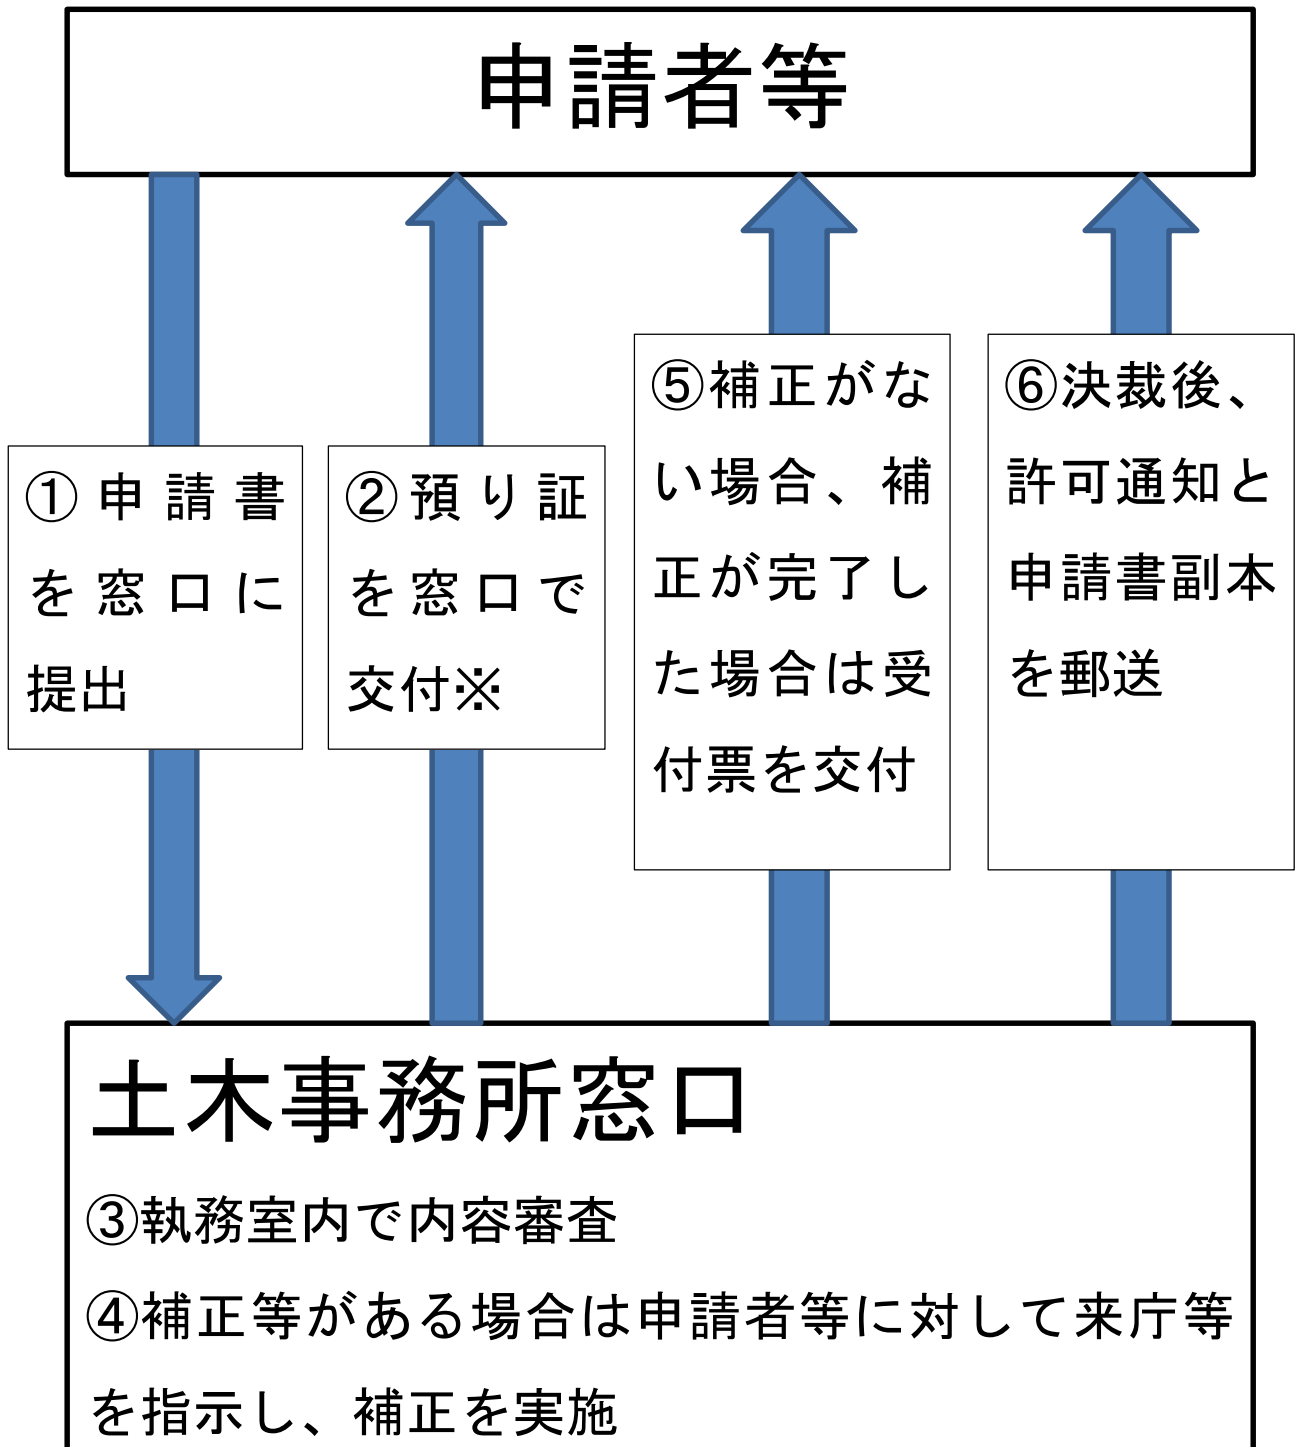 申請者等
①申請書
を窓口に
提出
②預り証
を窓口で
交付※
⑤補正がな
い場合、補
正が完了し
た場合は受
付票を交付
⑥決裁後、
許可通知と
申請書副本
を郵送
土木事務所窓口
③執務室内で内容審査
④補正等がある場合は申請者等に対して来庁等
を指示し、補正を実施